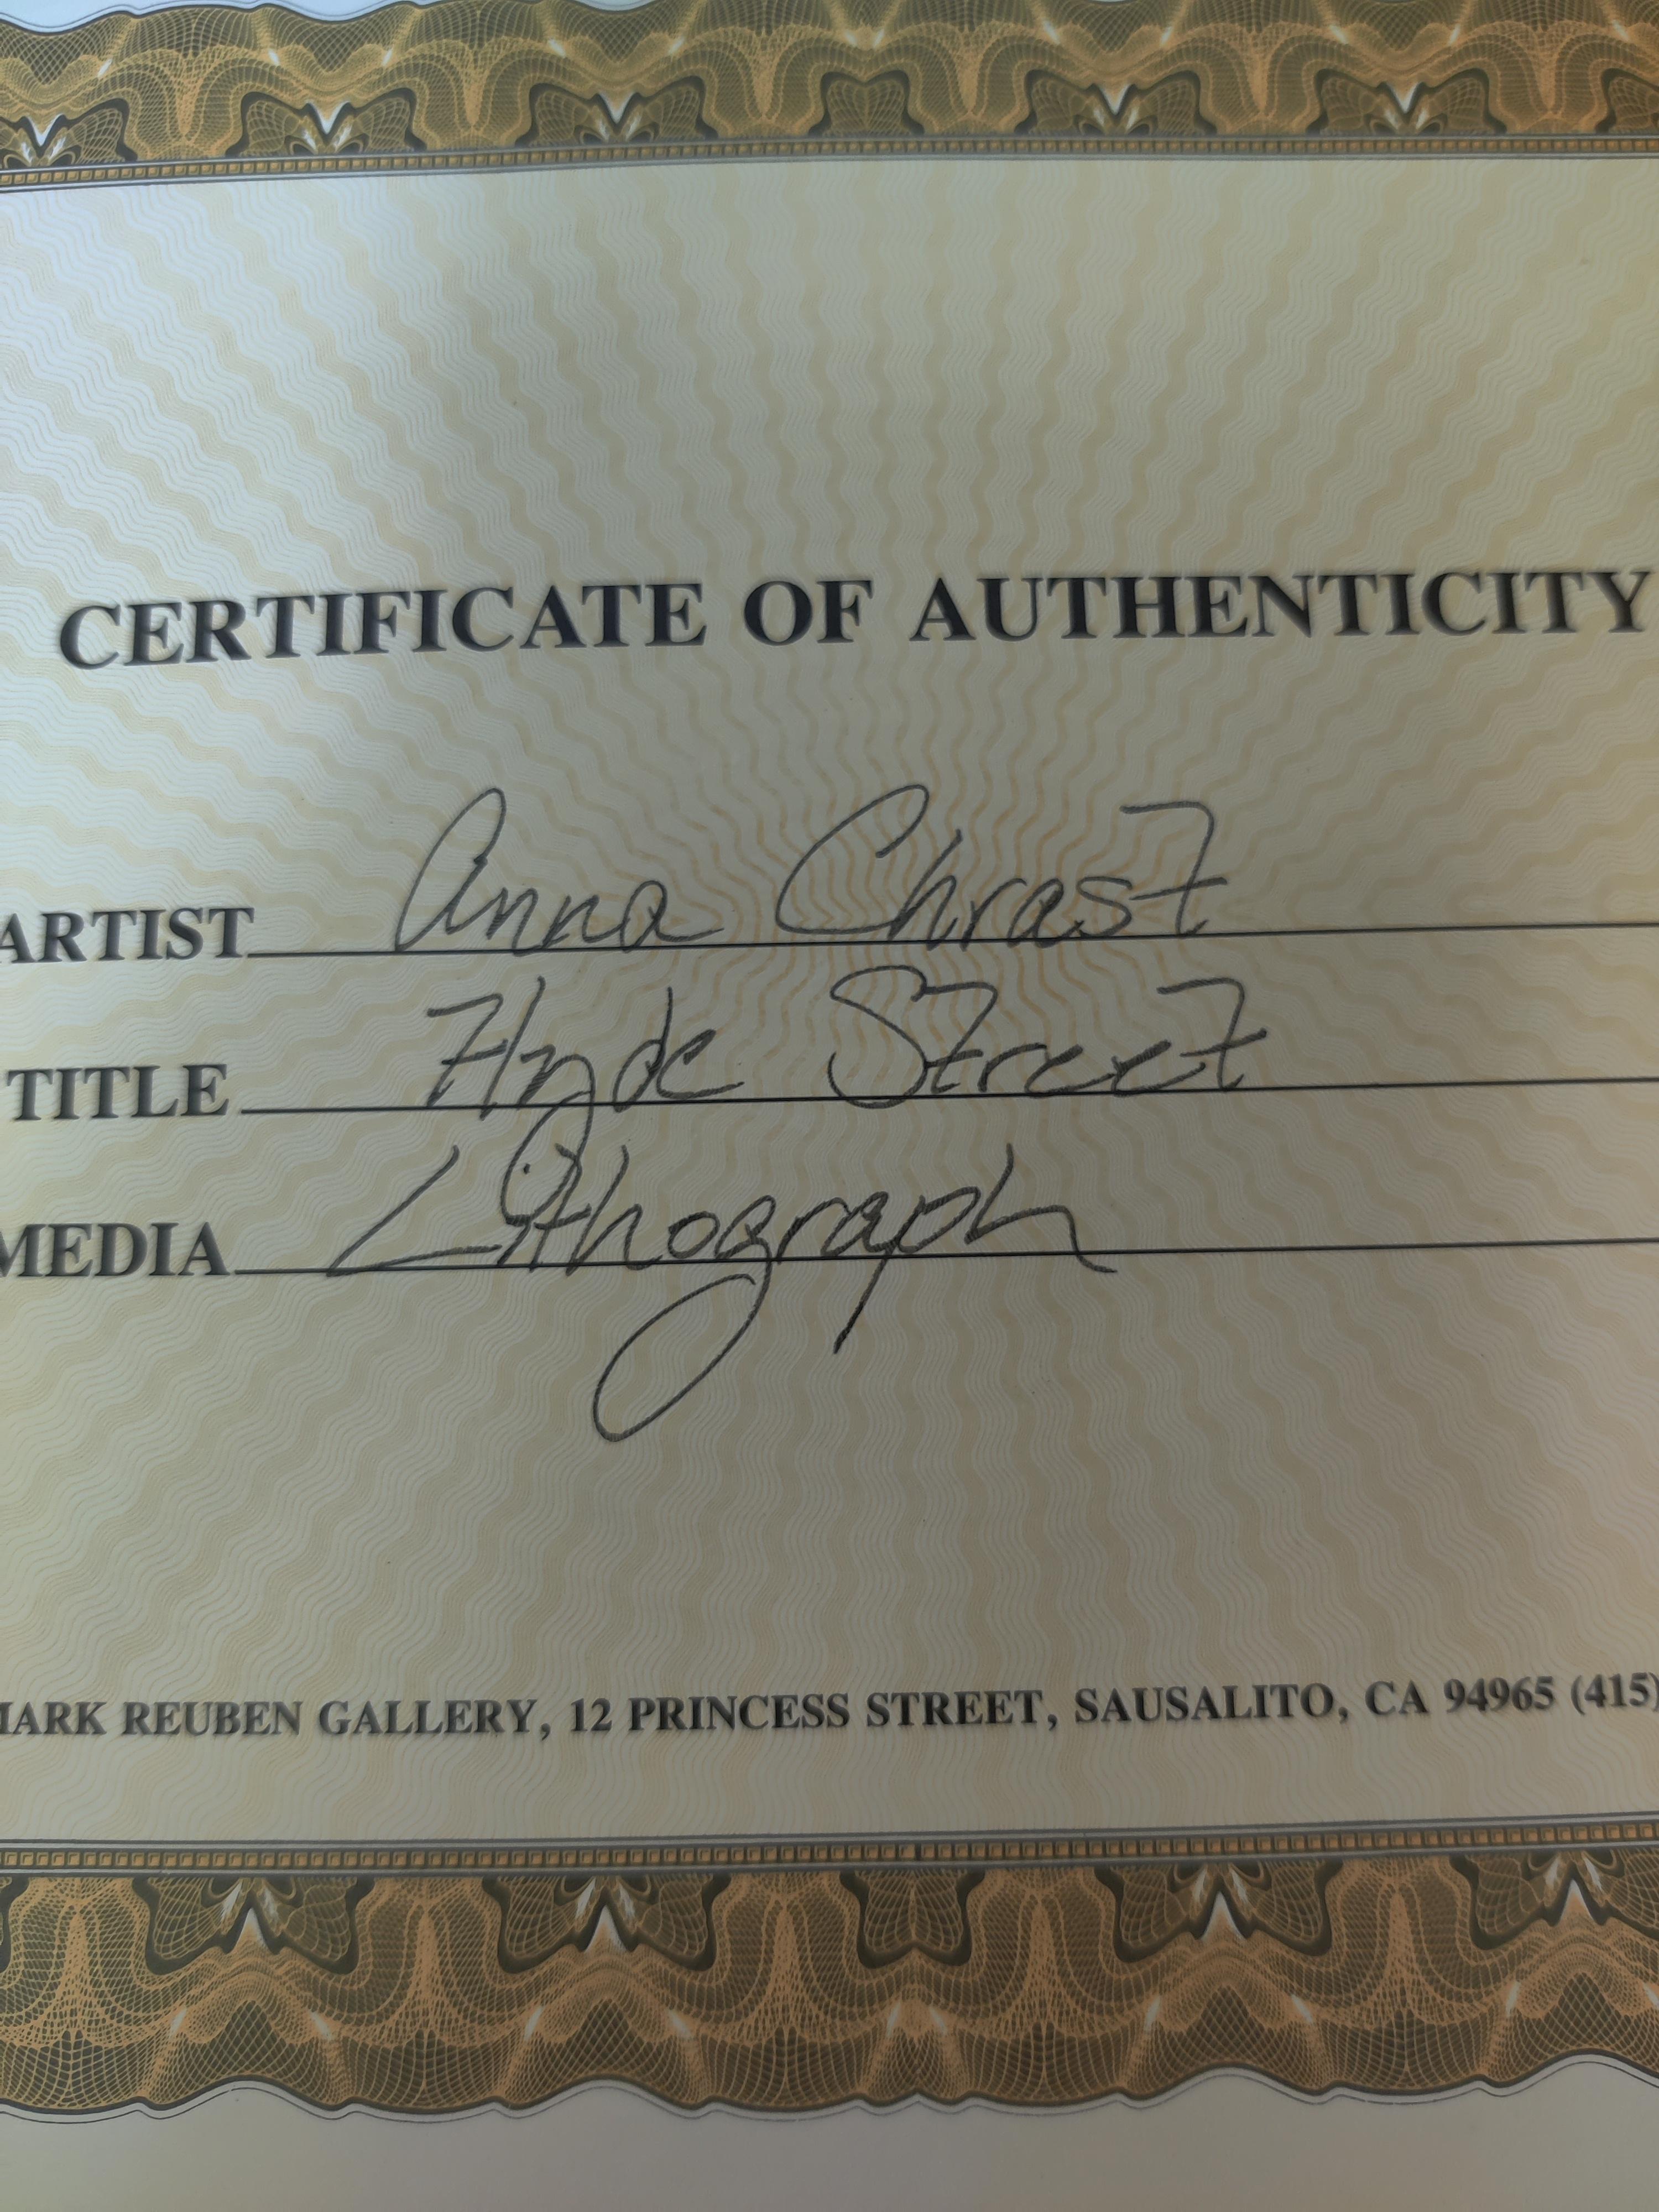 CERTIFICATE OF AUTHENTICITY
ARTIST Anna Chrast
TITLE Hyde Street
MEDIA Lithograph
MARK REUBEN GALLERY, 12 PRINCESS STREET, SAUSALITO, CA 94965 (415)